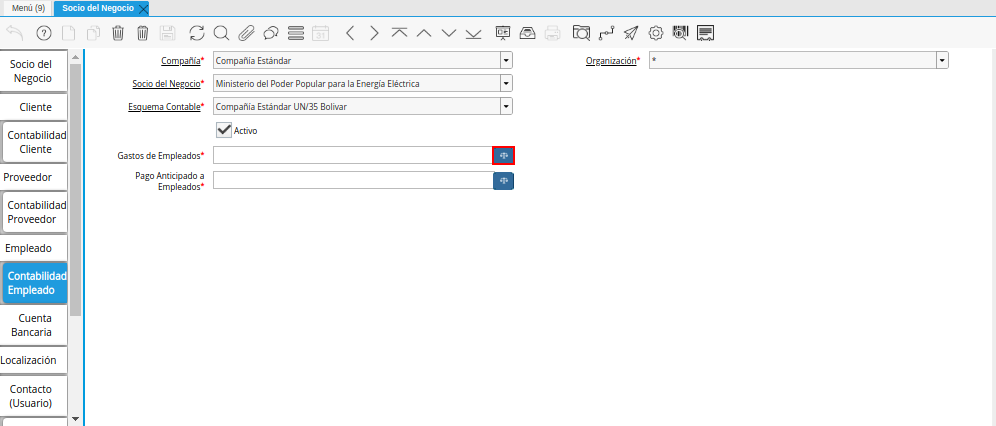 Menú (9)
Socio del Negocio
Socio del
Negocio
Cliente
Contabilidad
Cliente
Proveedor
Contabilidad
Proveedor
Empleado
Contabilidad
Empleado
Cuenta
Bancaria
Localización
Contacto
(Usuario)
Compañía* Compañía Estándar
Organización* *
Socio del Negocio* Ministerio del Poder Popular para la Energía Eléctrica
Esquema Contable* Compañía Estándar UN/35 Bolivar
Activo
Gastos de Empleados*
Pago Anticipado a
Empleados*